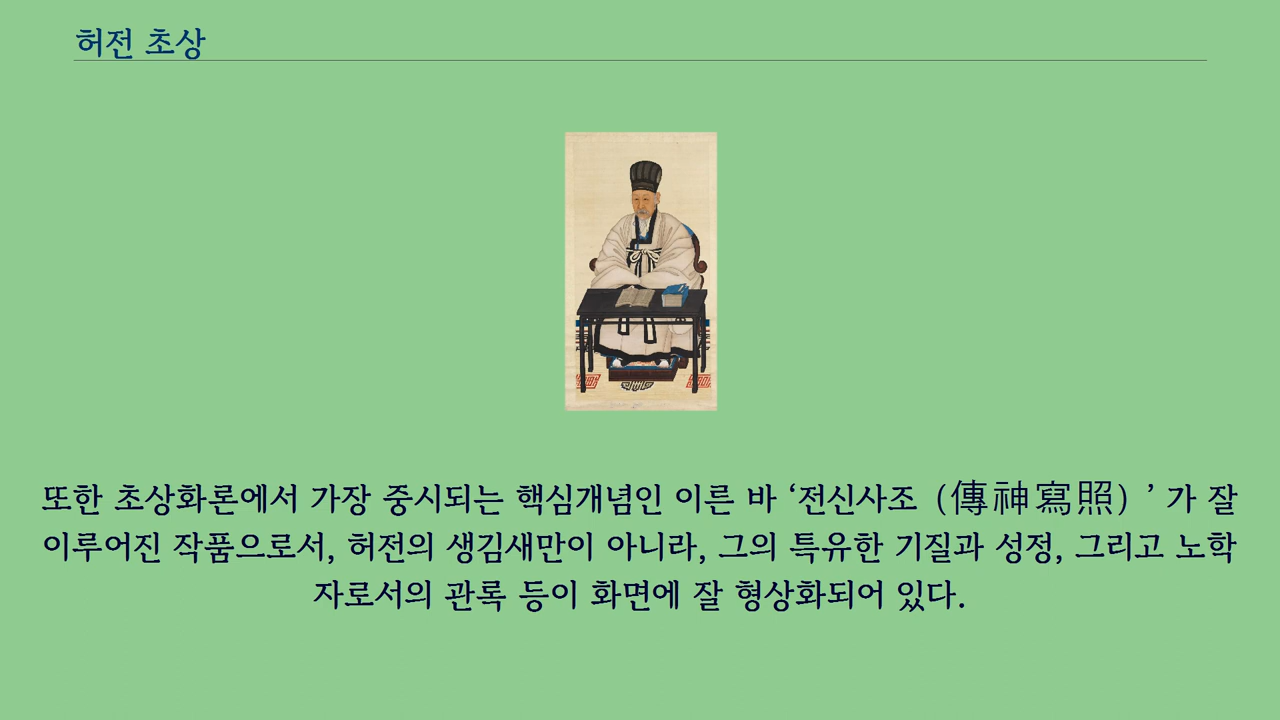 허전 초상
또한 초상화론에서 가장 중시되는 핵심개념인 이른 바 ‘전신사조 (傳神寫照) ’ 가 잘
이루어진 작품으로서, 허전의 생김새만이 아니라, 그의 특유한 기질과 성정, 그리고 노학
자로서의 관록 등이 화면에 잘 형상화되어 있다.